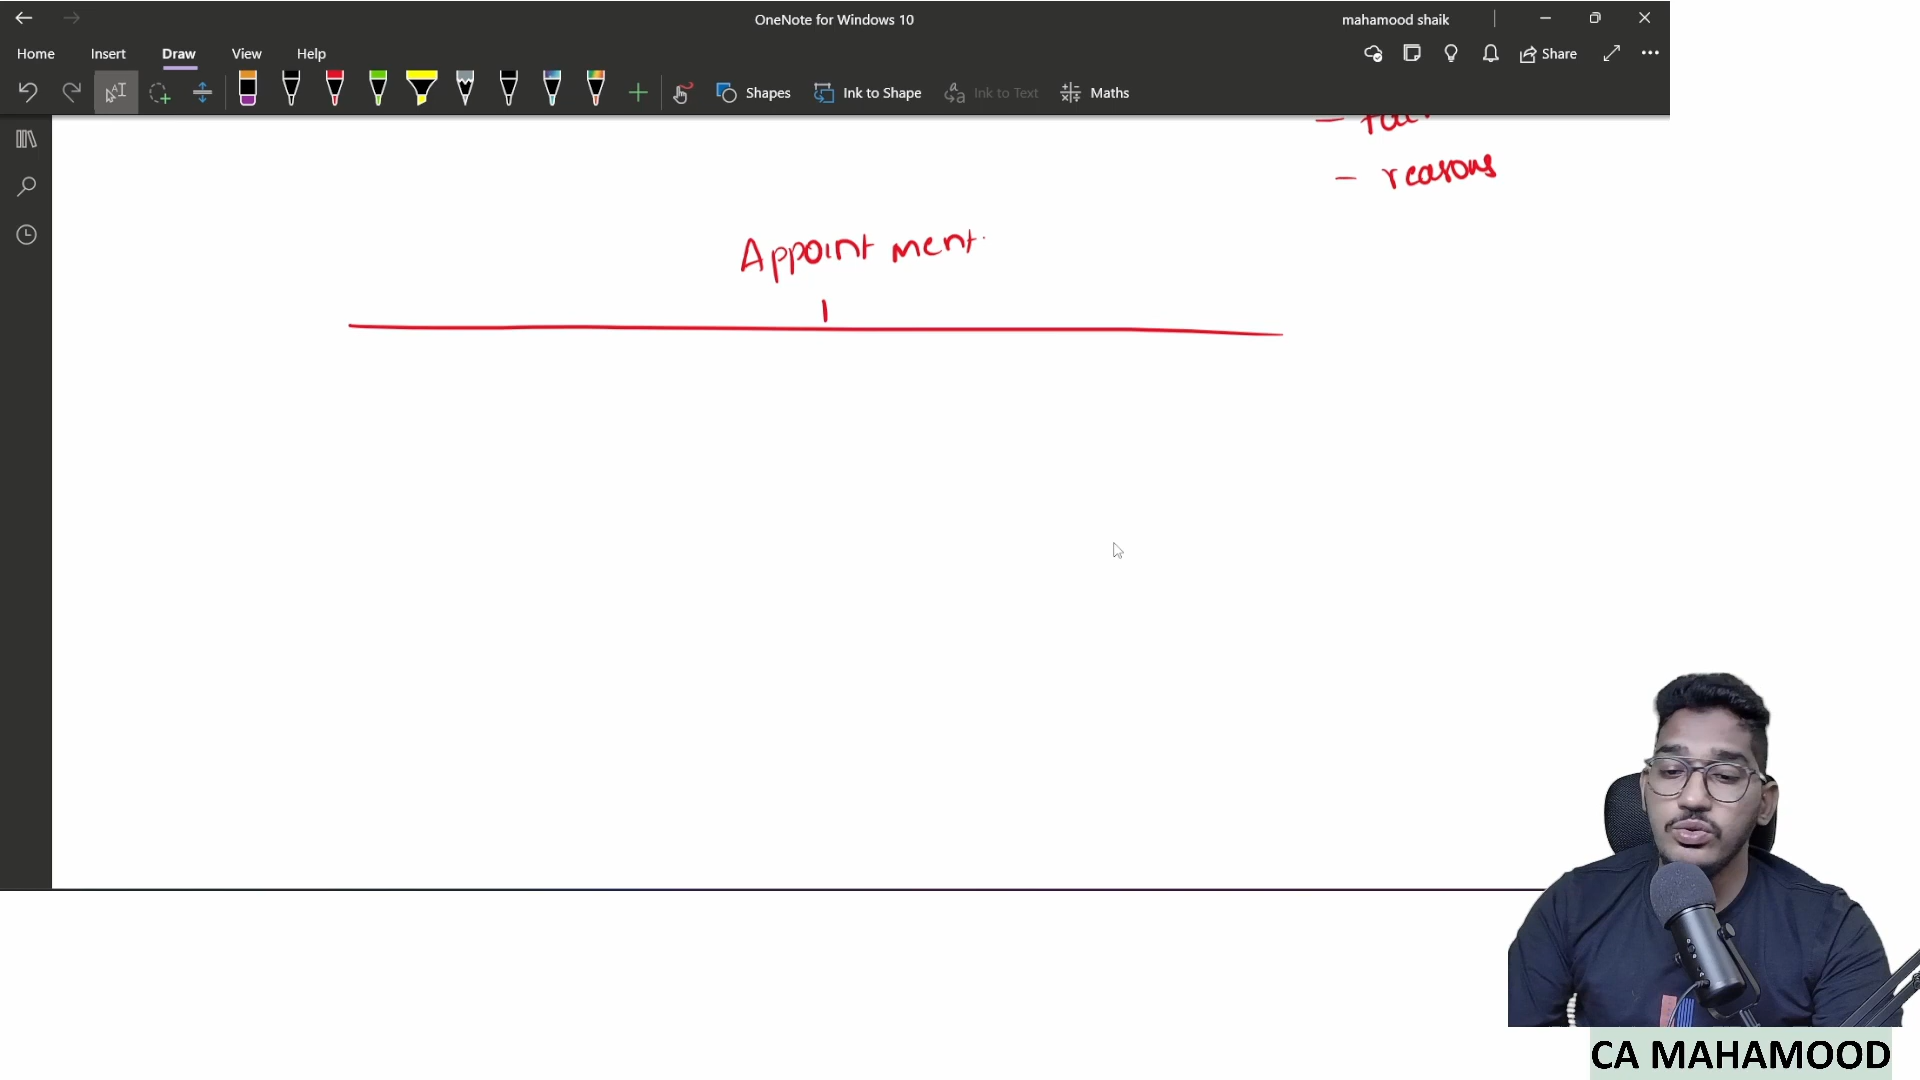 OneNote for Windows 10
mahamood shaik
Home Insert Draw View Help
Share
Shapes Ink to Shape Ink to Text Maths
- reasons
Appointment.
CA MAHAMOOD